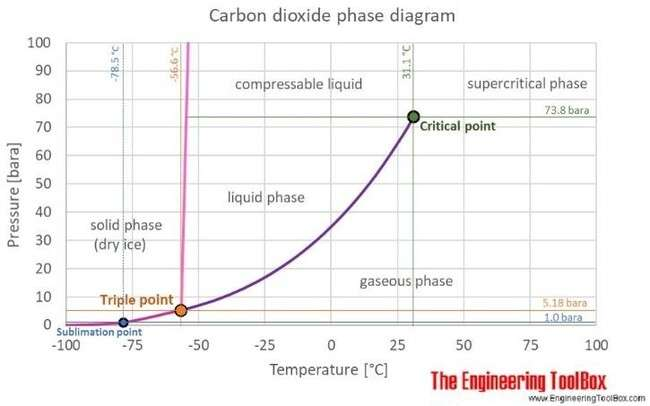 Carbon dioxide phase diagram
100
90
80
70
60
50
40
30
20
10
0
Pressure [bara]
-78.5 °C
-56.6 °C
31.1 °C
compressable liquid
supercritical phase
73.8 bara
Critical point
liquid phase
solid phase
(dry ice)
gaseous phase
Triple point
5.18 bara
1.0 bara
Sublimation point
-100
-75
-50
-25
0
25
50
75
100
Temperature [°C]
The Engineering ToolBox
www.EngineeringToolBox.com